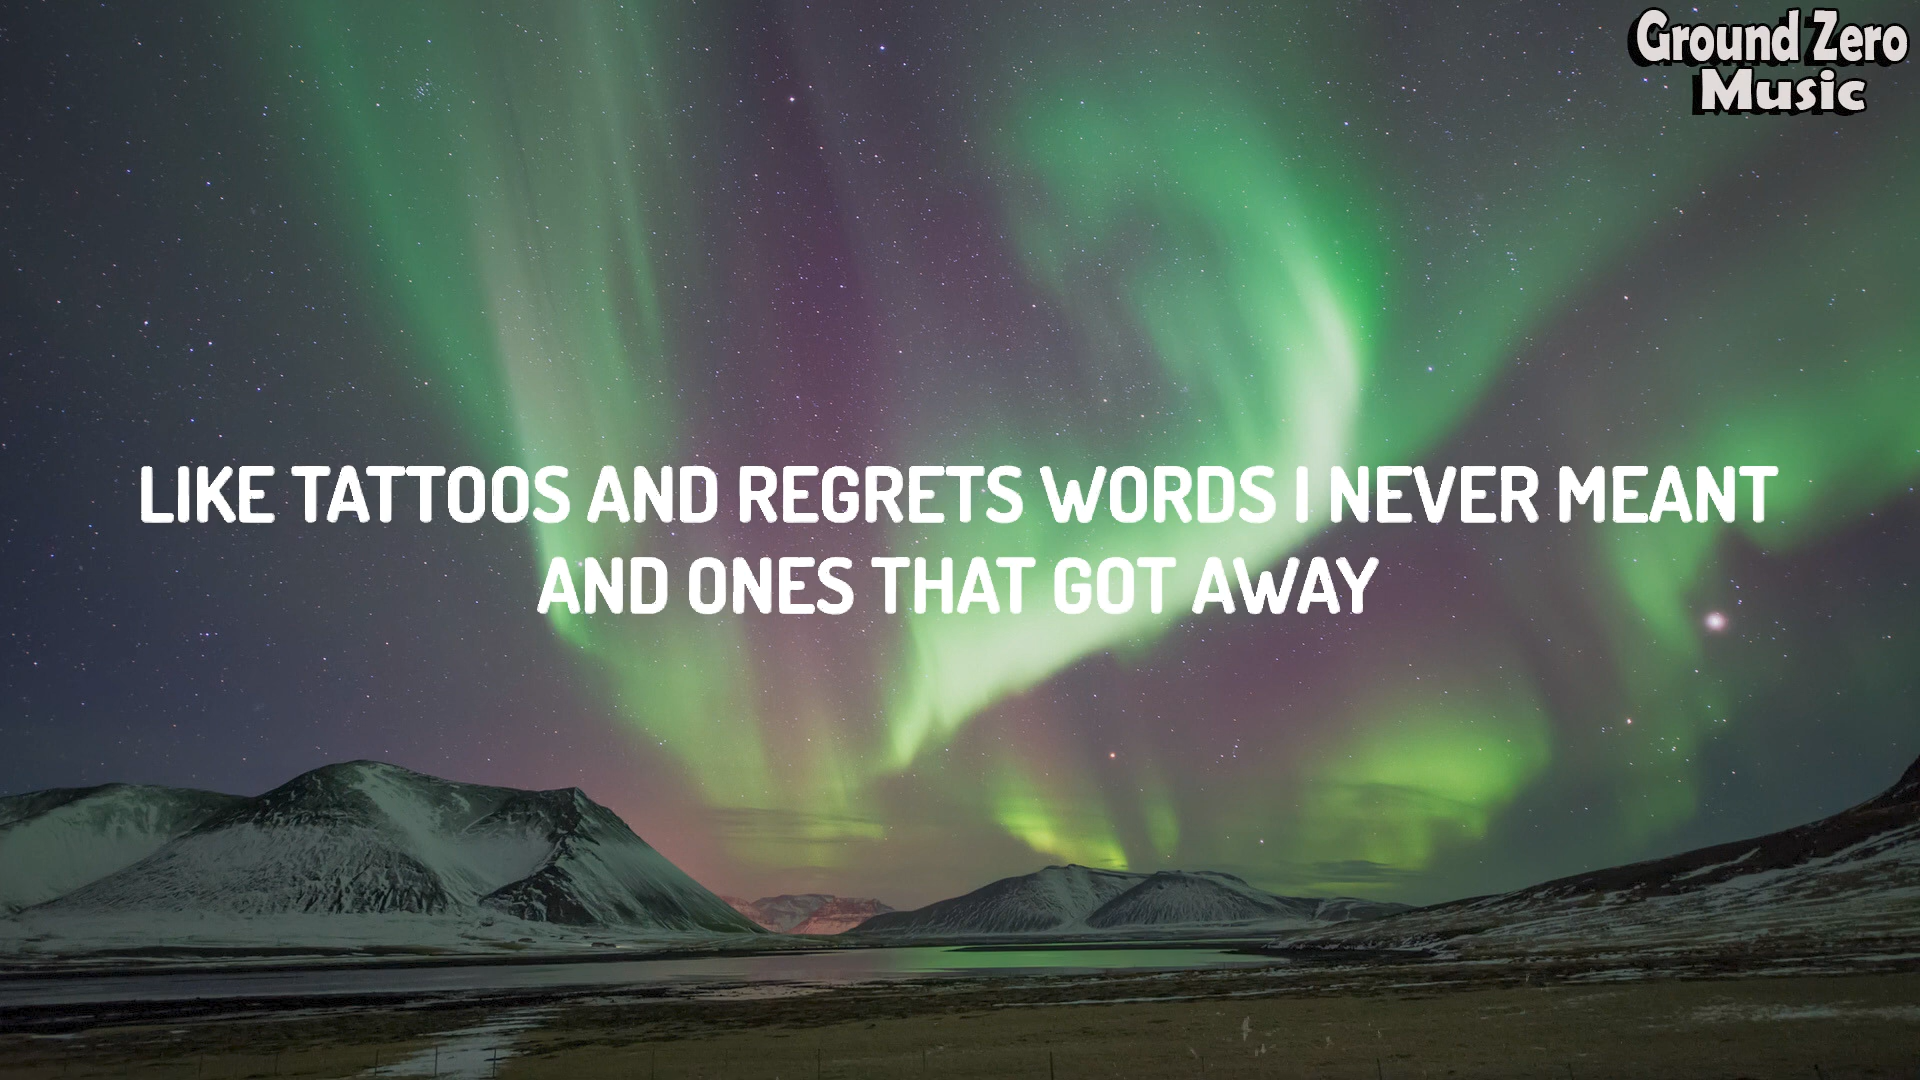 Ground Zero
Music
LIKE TATTOOS AND REGRETS WORDS I NEVER MEANT
AND ONES THAT GOT AWAY